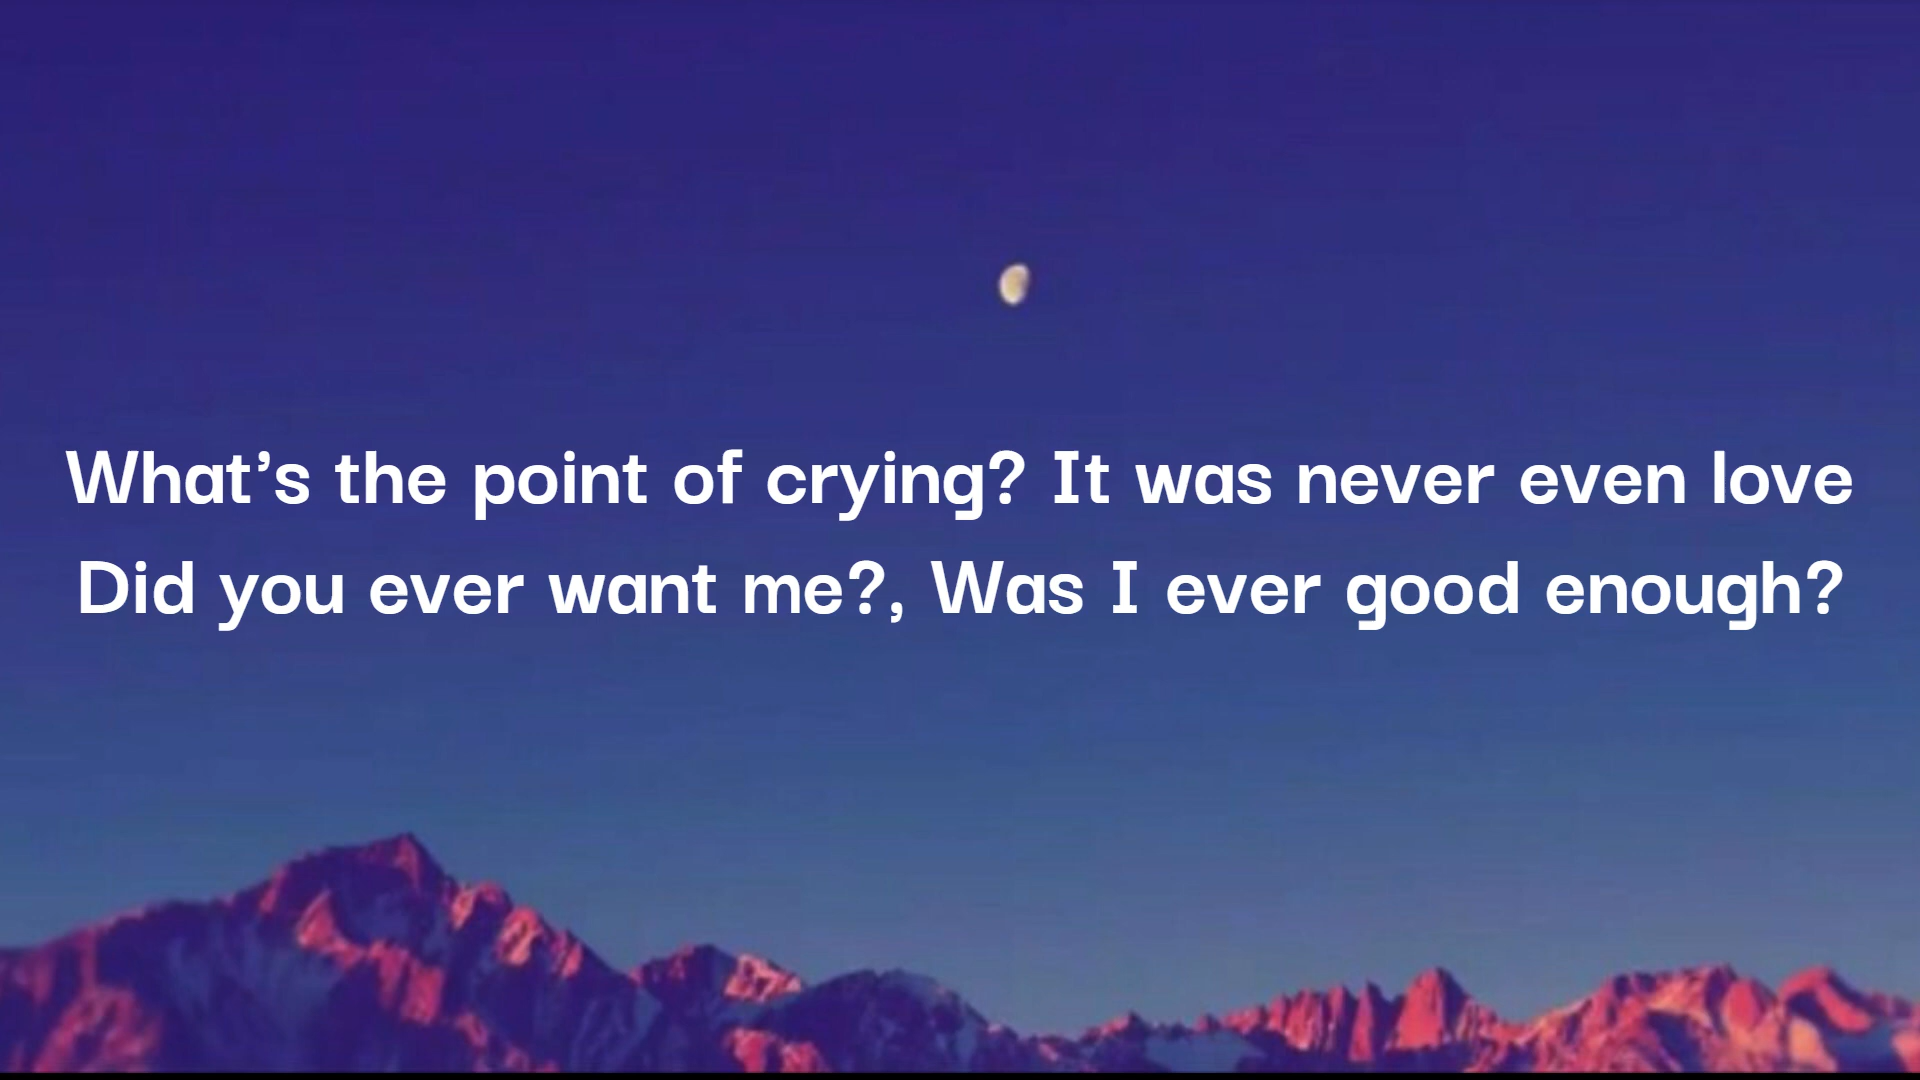 What's the point of crying? It was never even love
Did you ever want me?, Was I ever good enough?